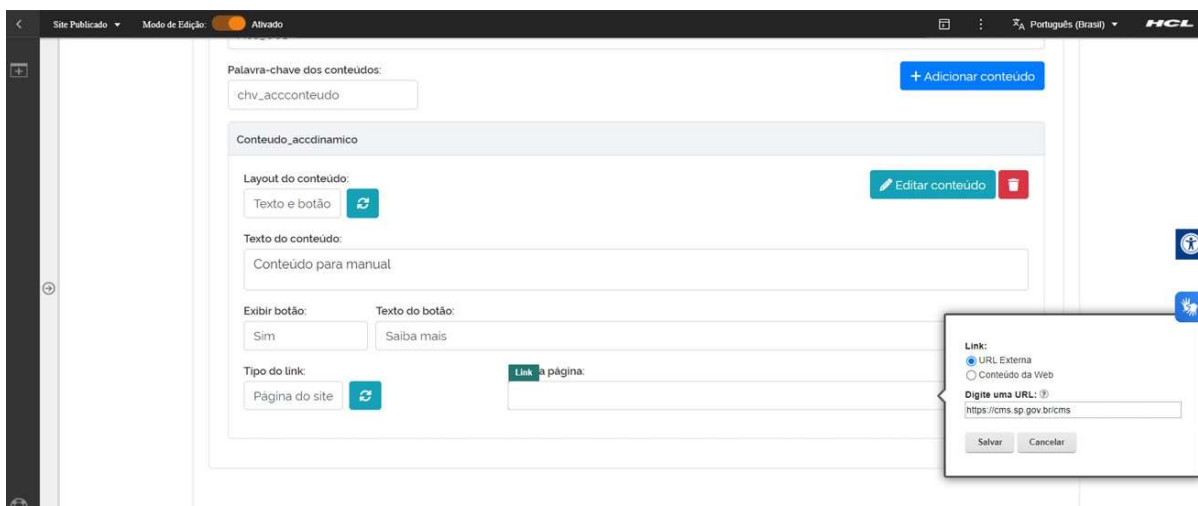 Site Publicado
Modo de Edição:
Ativado
Português (Brasil)
HCL
Palavra-chave dos conteúdos:
+ Adicionar conteúdo
chv_accconteudo
Conteudo_accdinamico
Layout do conteúdo:
Texto e botão
Editar conteúdo
Texto do conteúdo:
Conteúdo para manual
Exibir botão:
Texto do botão:
Sim
Saiba mais
Tipo do link:
Link
a página:
Página do site
Link:
URL Externa
Conteúdo da Web
Digite uma URL:
https://cms.sp.gov.br/cms
Salvar
Cancelar